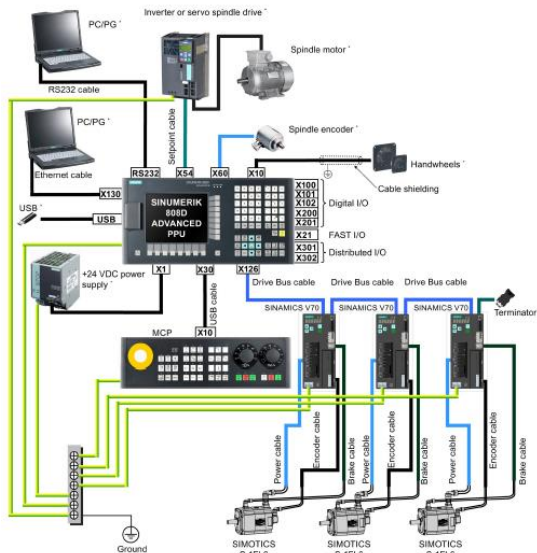 Inverter or servo spindle drive *
PC/PG *
Spindle motor *
RS232 cable
Setpoint cable
PC/PG *
Spindle encoder *
Handwheels *
Ethernet cable
Cable shielding
RS232
X54
X60
X10
X130
USB *
USB
SINUMERIK
808D
ADVANCED
PPU
X100
X101
X102
X200
X201
Digital I/O
X21
FAST I/O
X301
X302
Distributed I/O
X1
X30
X126
+24 VDC power
supply *
USB cable
Drive Bus cable
Drive Bus cable
Drive Bus cable
SINAMICS V70
SINAMICS V70
SINAMICS V70
Terminator
MCP
X10
Power cable
Encoder cable
Brake cable
Power cable
Encoder cable
Brake cable
Power cable
Encoder cable
Brake cable
Ground
SIMOTICS
SIMOTICS
SIMOTICS